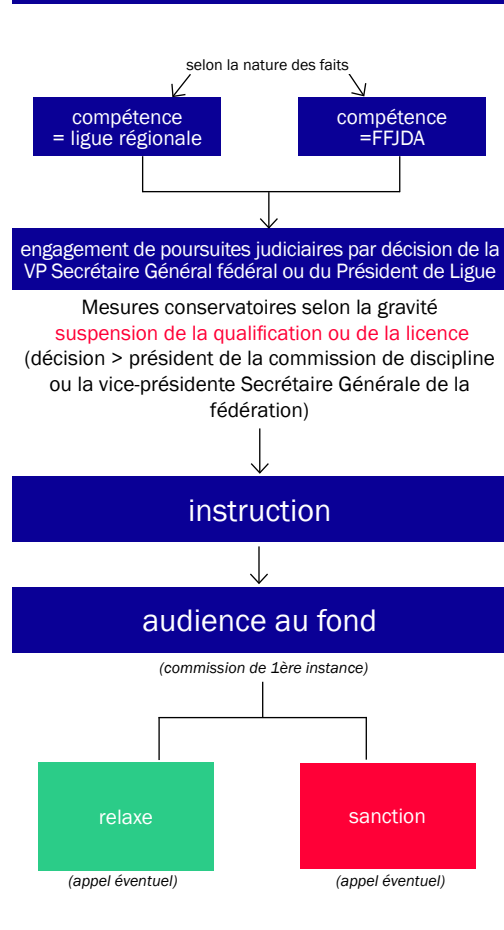 selon la nature des faits
compétence
= ligue régionale
compétence
=FFJDA
engagement de poursuites judiciaires par décision de la
VP Secrétaire Général fédéral ou du Président de Ligue
Mesures conservatoires selon la gravité
suspension de la qualification ou de la licence
(décision > président de la commission de discipline
ou la vice-présidente Secrétaire Générale de la
fédération)
instruction
audience au fond
(commission de 1ère instance)
relaxe
sanction
(appel éventuel)
(appel éventuel)